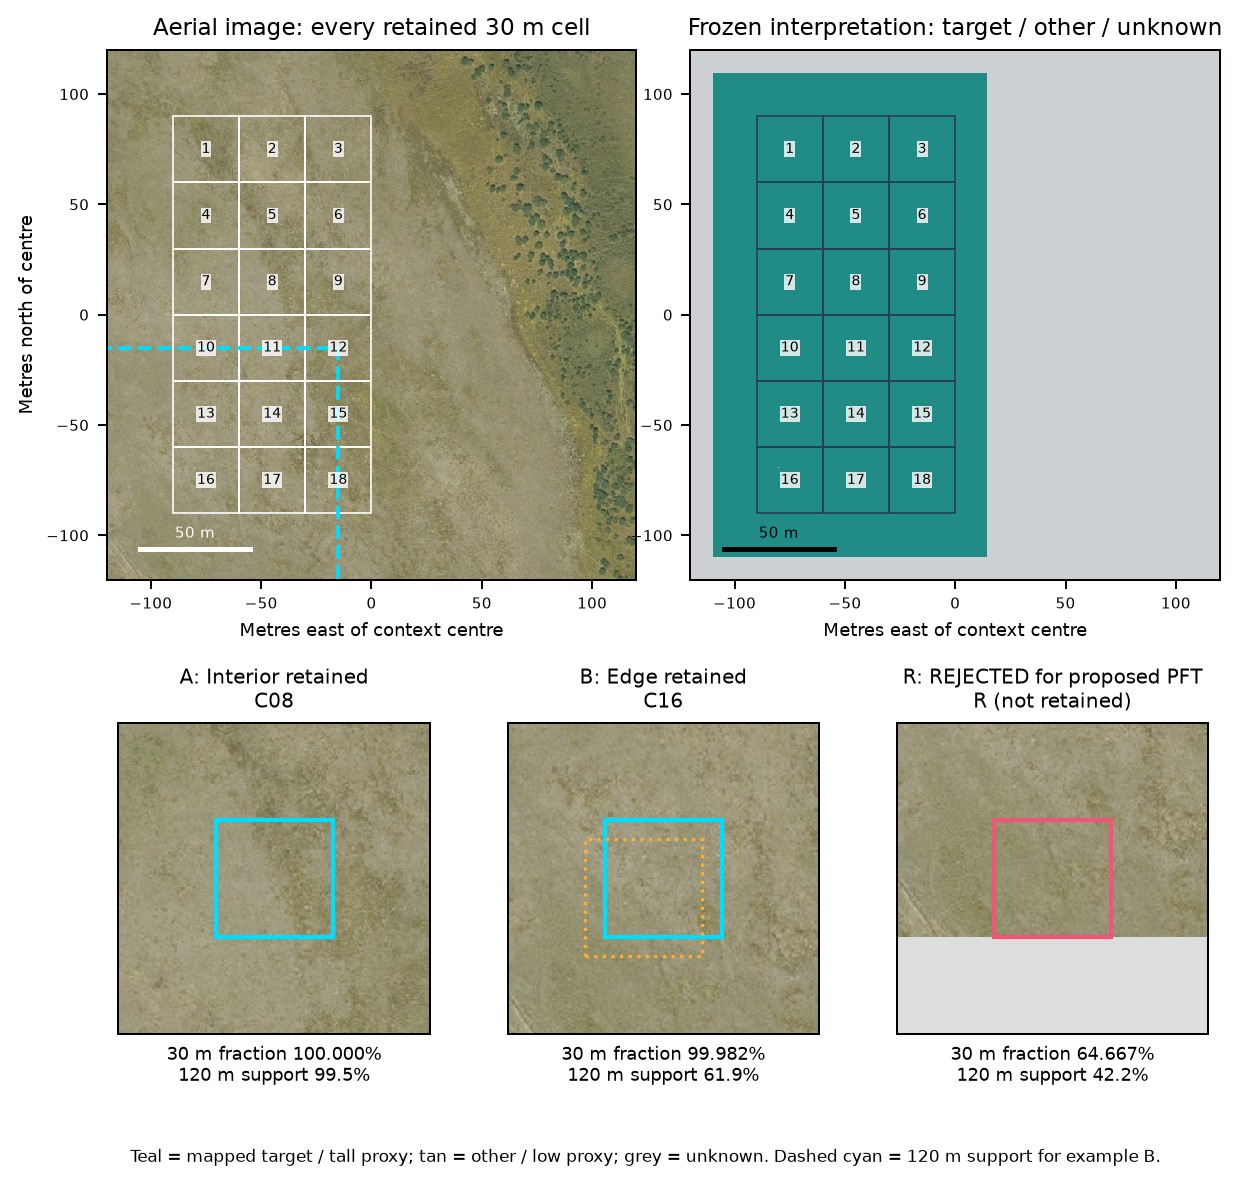 Aerial image: every retained 30 m cell
Frozen interpretation: target / other / unknown
Metres north of centre
100
50
0
−50
−100
1 2 3
4 5 6
7 8 9
10 11 12
13 14 15
16 17 18
50 m
−100 −50 0 50 100
Metres east of context centre
100
50
0
−50
−100
1 2 3
4 5 6
7 8 9
10 11 12
13 14 15
16 17 18
50 m
−100 −50 0 50 100
Metres east of context centre
A: Interior retained
C08
30 m fraction 100.000%
120 m support 99.5%
B: Edge retained
C16
30 m fraction 99.982%
120 m support 61.9%
R: REJECTED for proposed PFT
R (not retained)
30 m fraction 64.667%
120 m support 42.2%
Teal = mapped target / tall proxy; tan = other / low proxy; grey = unknown. Dashed cyan = 120 m support for example B.